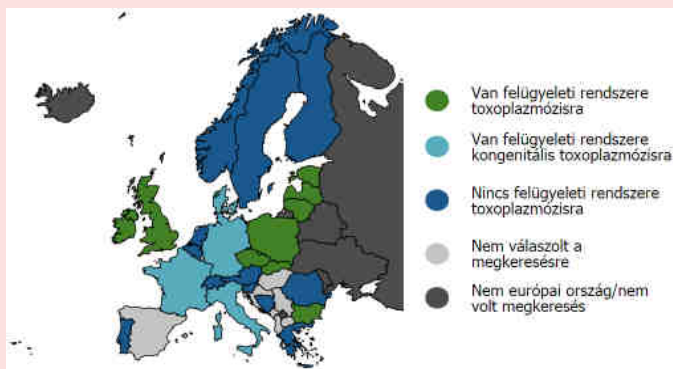 Van felügyeleti rendszere
toxoplazmózisra
Van felügyeleti rendszere
kongenitális toxoplazmózisra
Nincs felügyeleti rendszere
toxoplazmózisra
Nem válaszolt a
megkeresésre
Nem európai ország/nem
volt megkeresés